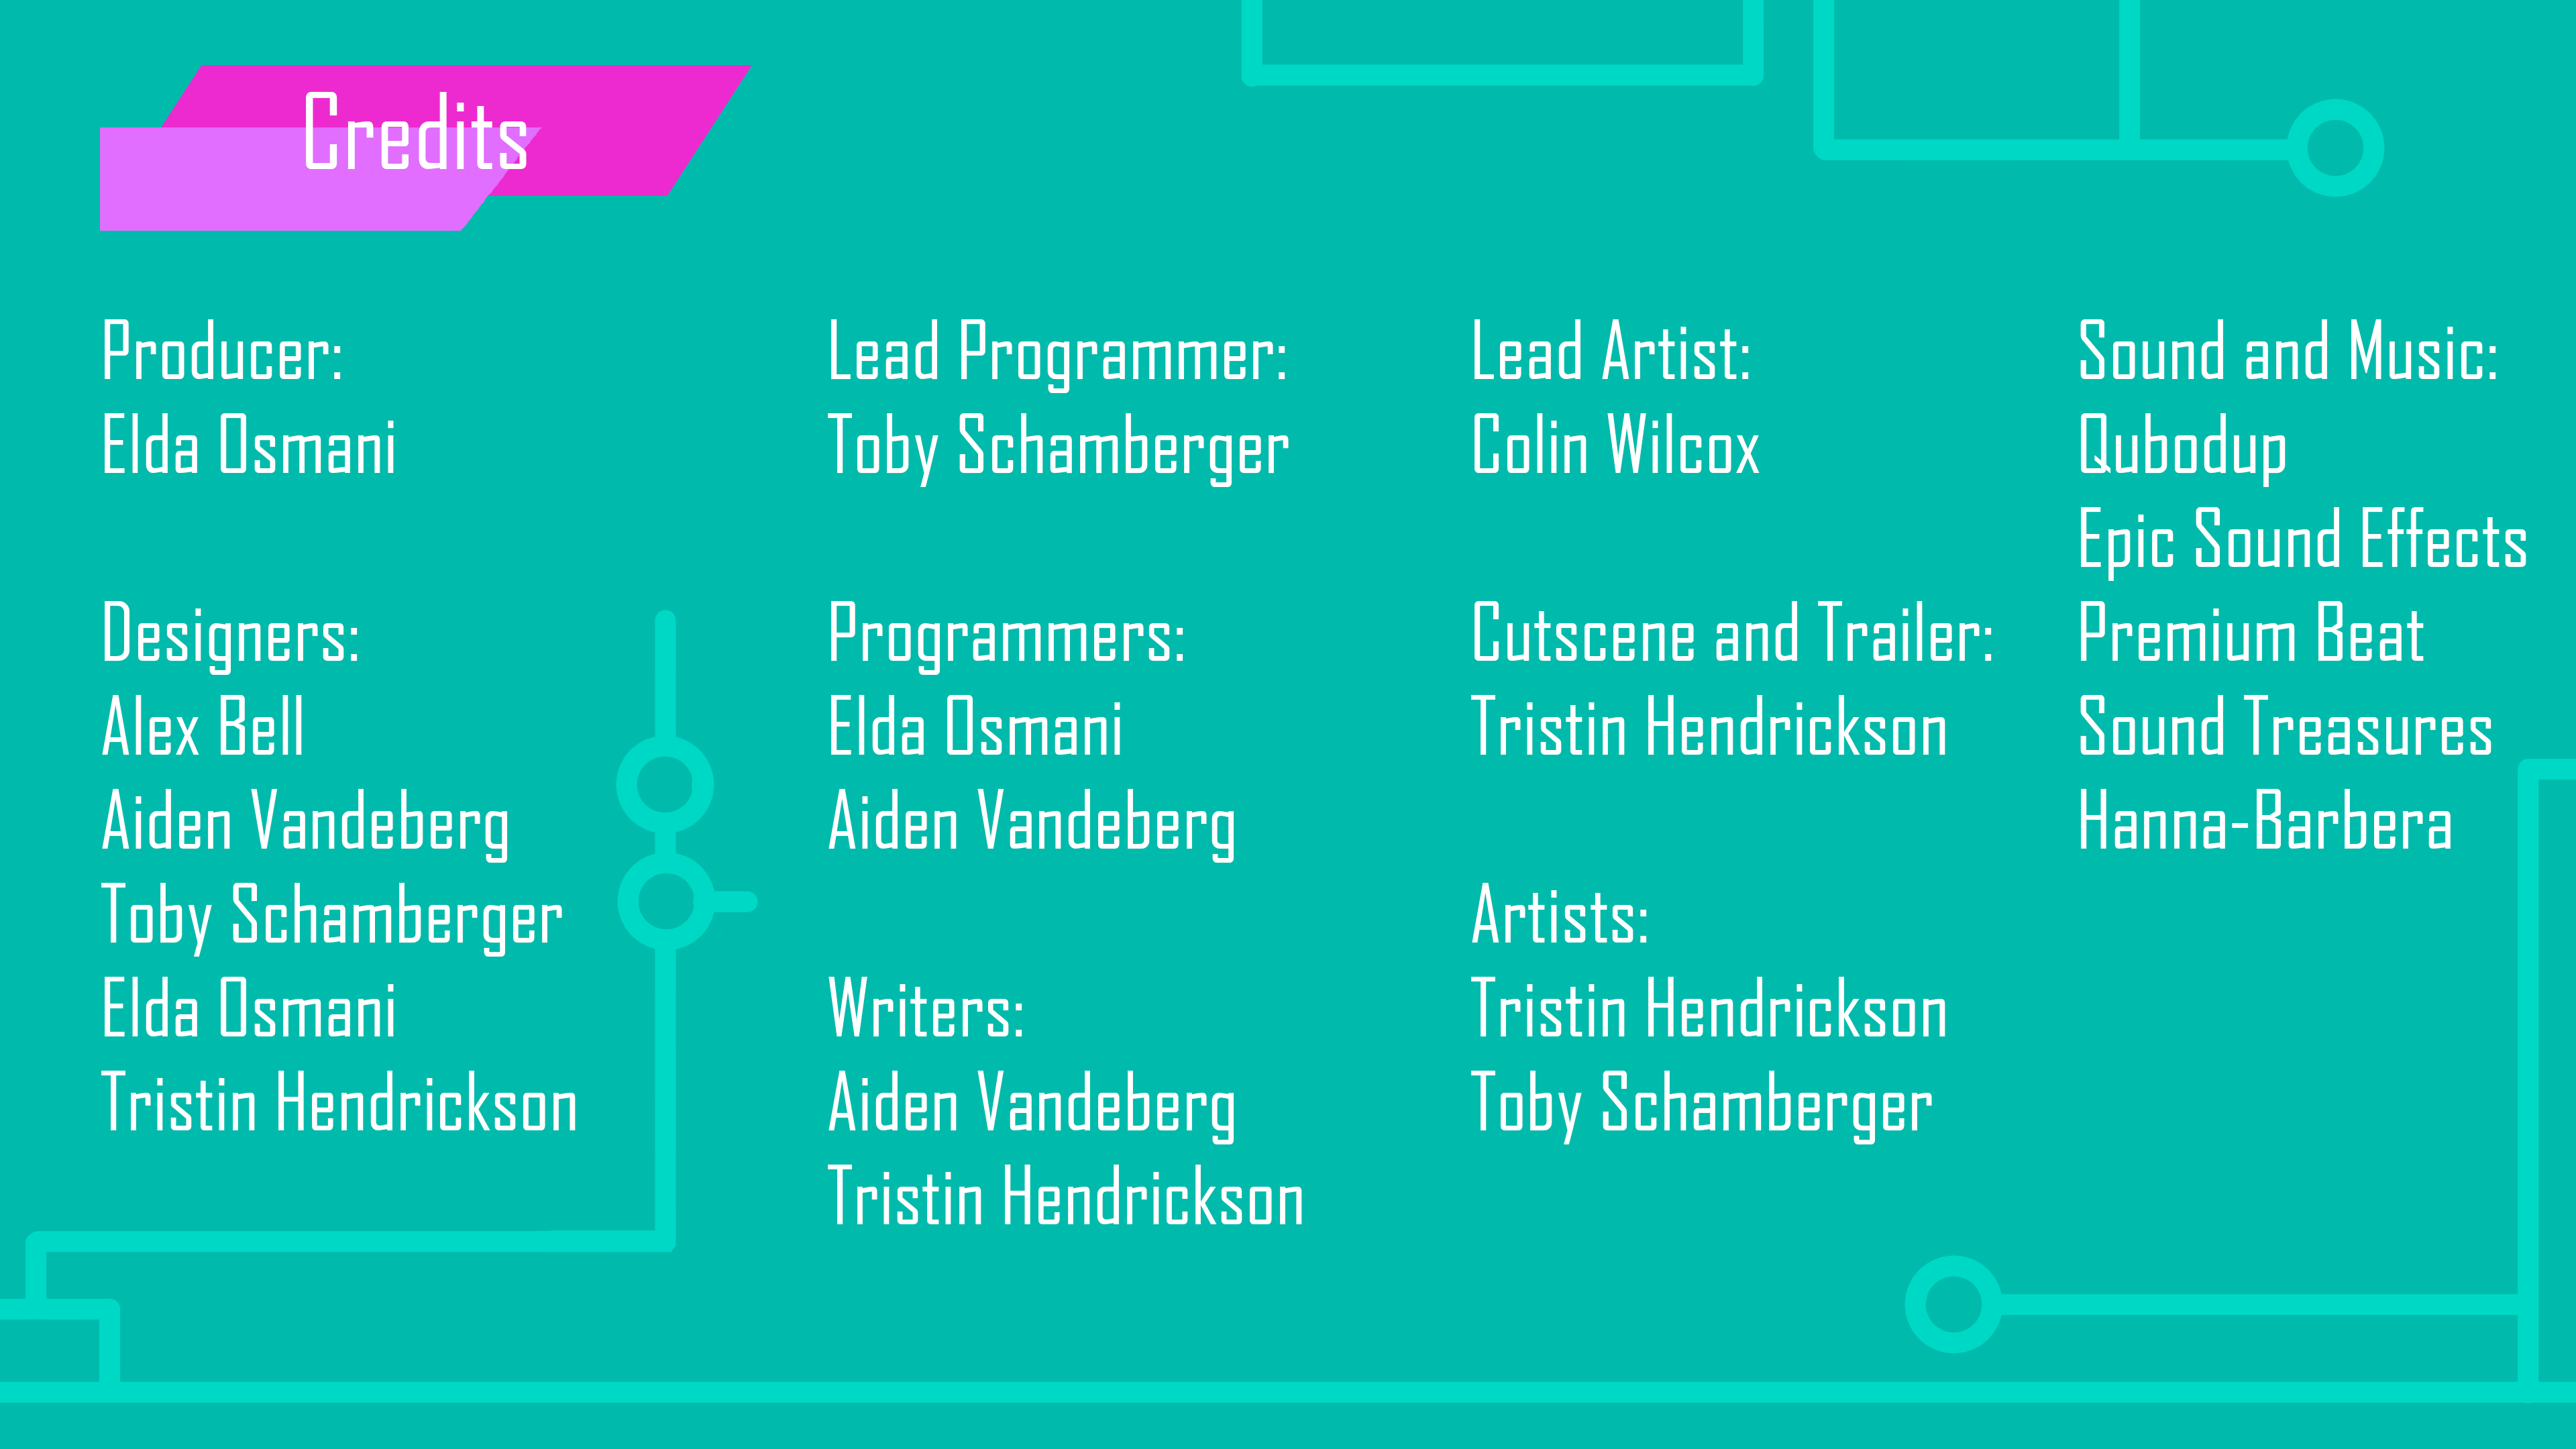 Credits
Producer:
Elda Osmani
Designers:
Alex Bell
Aiden Vandeberg
Toby Schamberger
Elda Osmani
Tristin Hendrickson
Lead Programmer:
Toby Schamberger
Programmers:
Elda Osmani
Aiden Vandeberg
Writers:
Aiden Vandeberg
Tristin Hendrickson
Lead Artist:
Colin Wilcox
Cutscene and Trailer:
Tristin Hendrickson
Artists:
Tristin Hendrickson
Toby Schamberger
Sound and Music:
Qubodup
Epic Sound Effects
Premium Beat
Sound Treasures
Hanna-Barbera